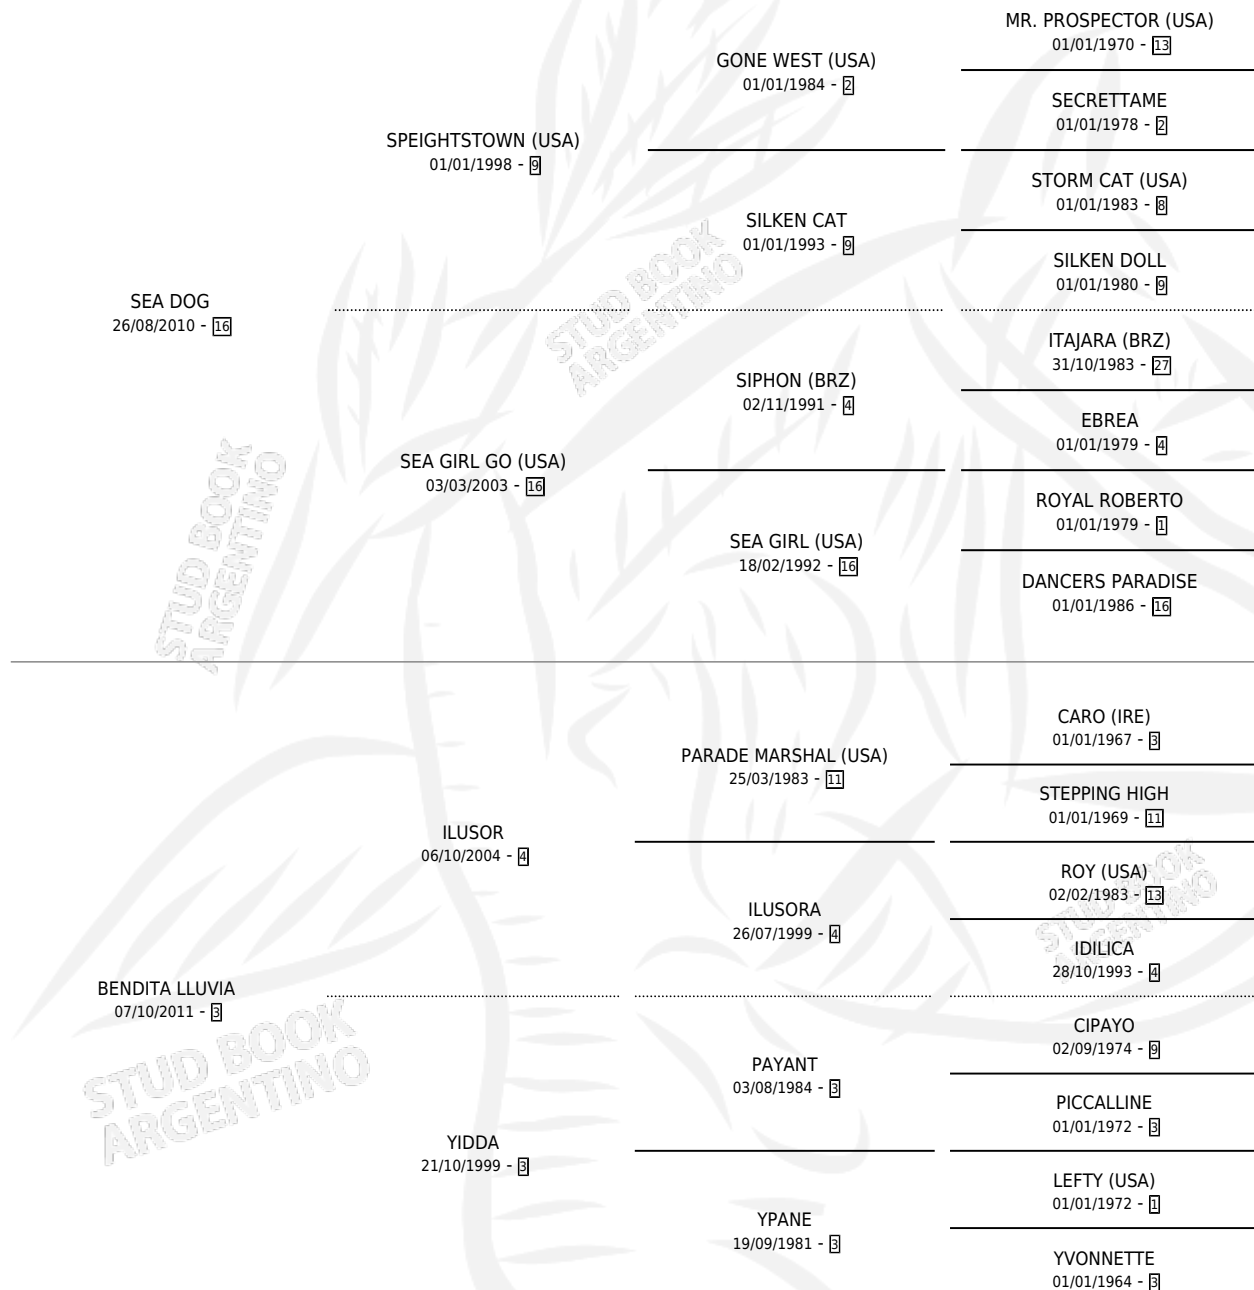 MR. PROSPECTOR (USA)
01/01/1970 - 13
GONE WEST (USA)
01/01/1984 - 2
SECRETTAME
01/01/1978 - 2
SPEIGHTSTOWN (USA)
01/01/1998 - 9
STORM CAT (USA)
01/01/1983 - 8
SILKEN CAT
01/01/1993 - 9
SILKEN DOLL
01/01/1980 - 9
SEA DOG
26/08/2010 - 16
ITAJARA (BRZ)
31/10/1983 - 27
SIPHON (BRZ)
02/11/1991 - 4
EBREA
01/01/1979 - 4
SEA GIRL GO (USA)
03/03/2003 - 16
ROYAL ROBERTO
01/01/1979 - 1
SEA GIRL (USA)
18/02/1992 - 16
DANCERS PARADISE
01/01/1986 - 16
STUD BOOK
ARGENTINO
STUD BOOK
ARGENTINO
CARO (IRE)
01/01/1967 - 3
PARADE MARSHAL (USA)
25/03/1983 - 11
STEPPING HIGH
01/01/1969 - 11
ILUSOR
06/10/2004 - 4
ROY (USA)
02/02/1983 - 13
ILUSORA
26/07/1999 - 4
IDILICA
28/10/1993 - 4
BENDITA LLUVIA
07/10/2011 - 3
CIPAYO
02/09/1974 - 9
PAYANT
03/08/1984 - 3
PICCALLINE
01/01/1972 - 3
YIDDA
21/10/1999 - 3
LEFTY (USA)
01/01/1972 - 1
YPANE
19/09/1981 - 3
YVONNETTE
01/01/1964 - 3
STUD BOOK
ARGENTINO
STUD BOOK
ARGENTINO